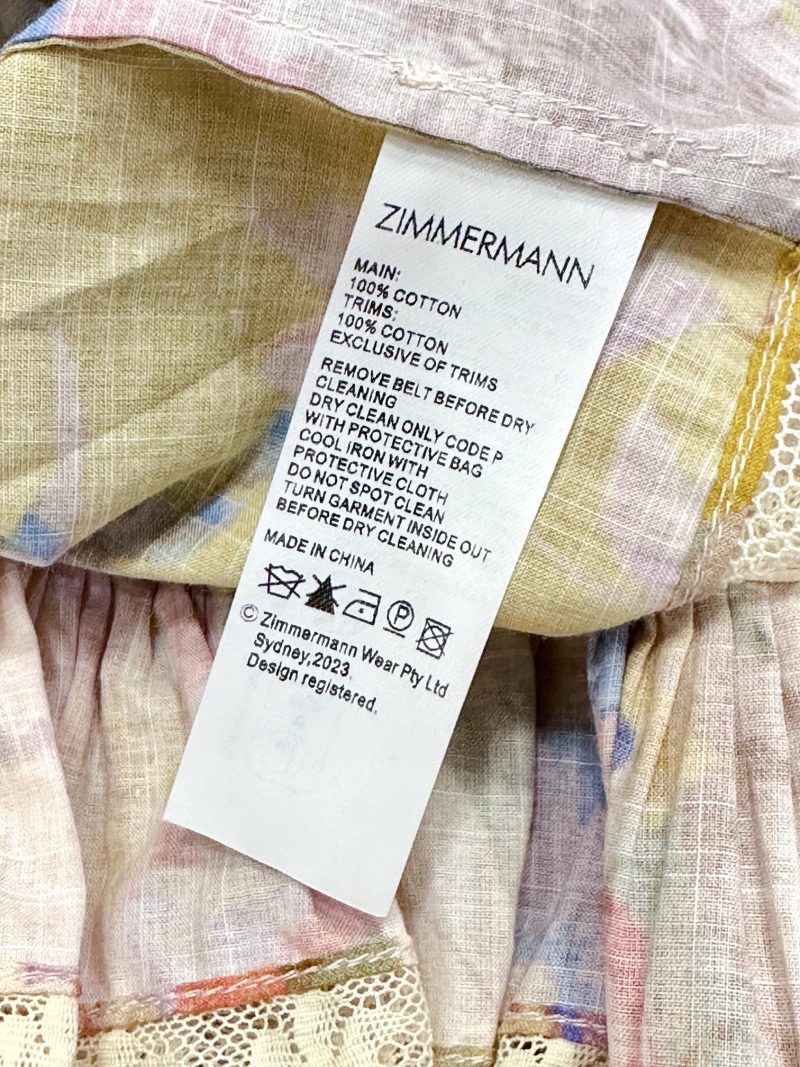 ZIMMERMANN
MAIN:
100% COTTON
TRIMS:
100% COTTON
EXCLUSIVE OF TRIMS
REMOVE BELT BEFORE DRY
CLEANING
DRY CLEAN ONLY CODE P
WITH PROTECTIVE BAG
COOL IRON WITH
PROTECTIVE CLOTH
DO NOT SPOT CLEAN
TURN GARMENT INSIDE OUT
BEFORE DRY CLEANING
MADE IN CHINA
P
© Zimmermann Wear Pty Ltd
Sydney,2023.
Design registered.